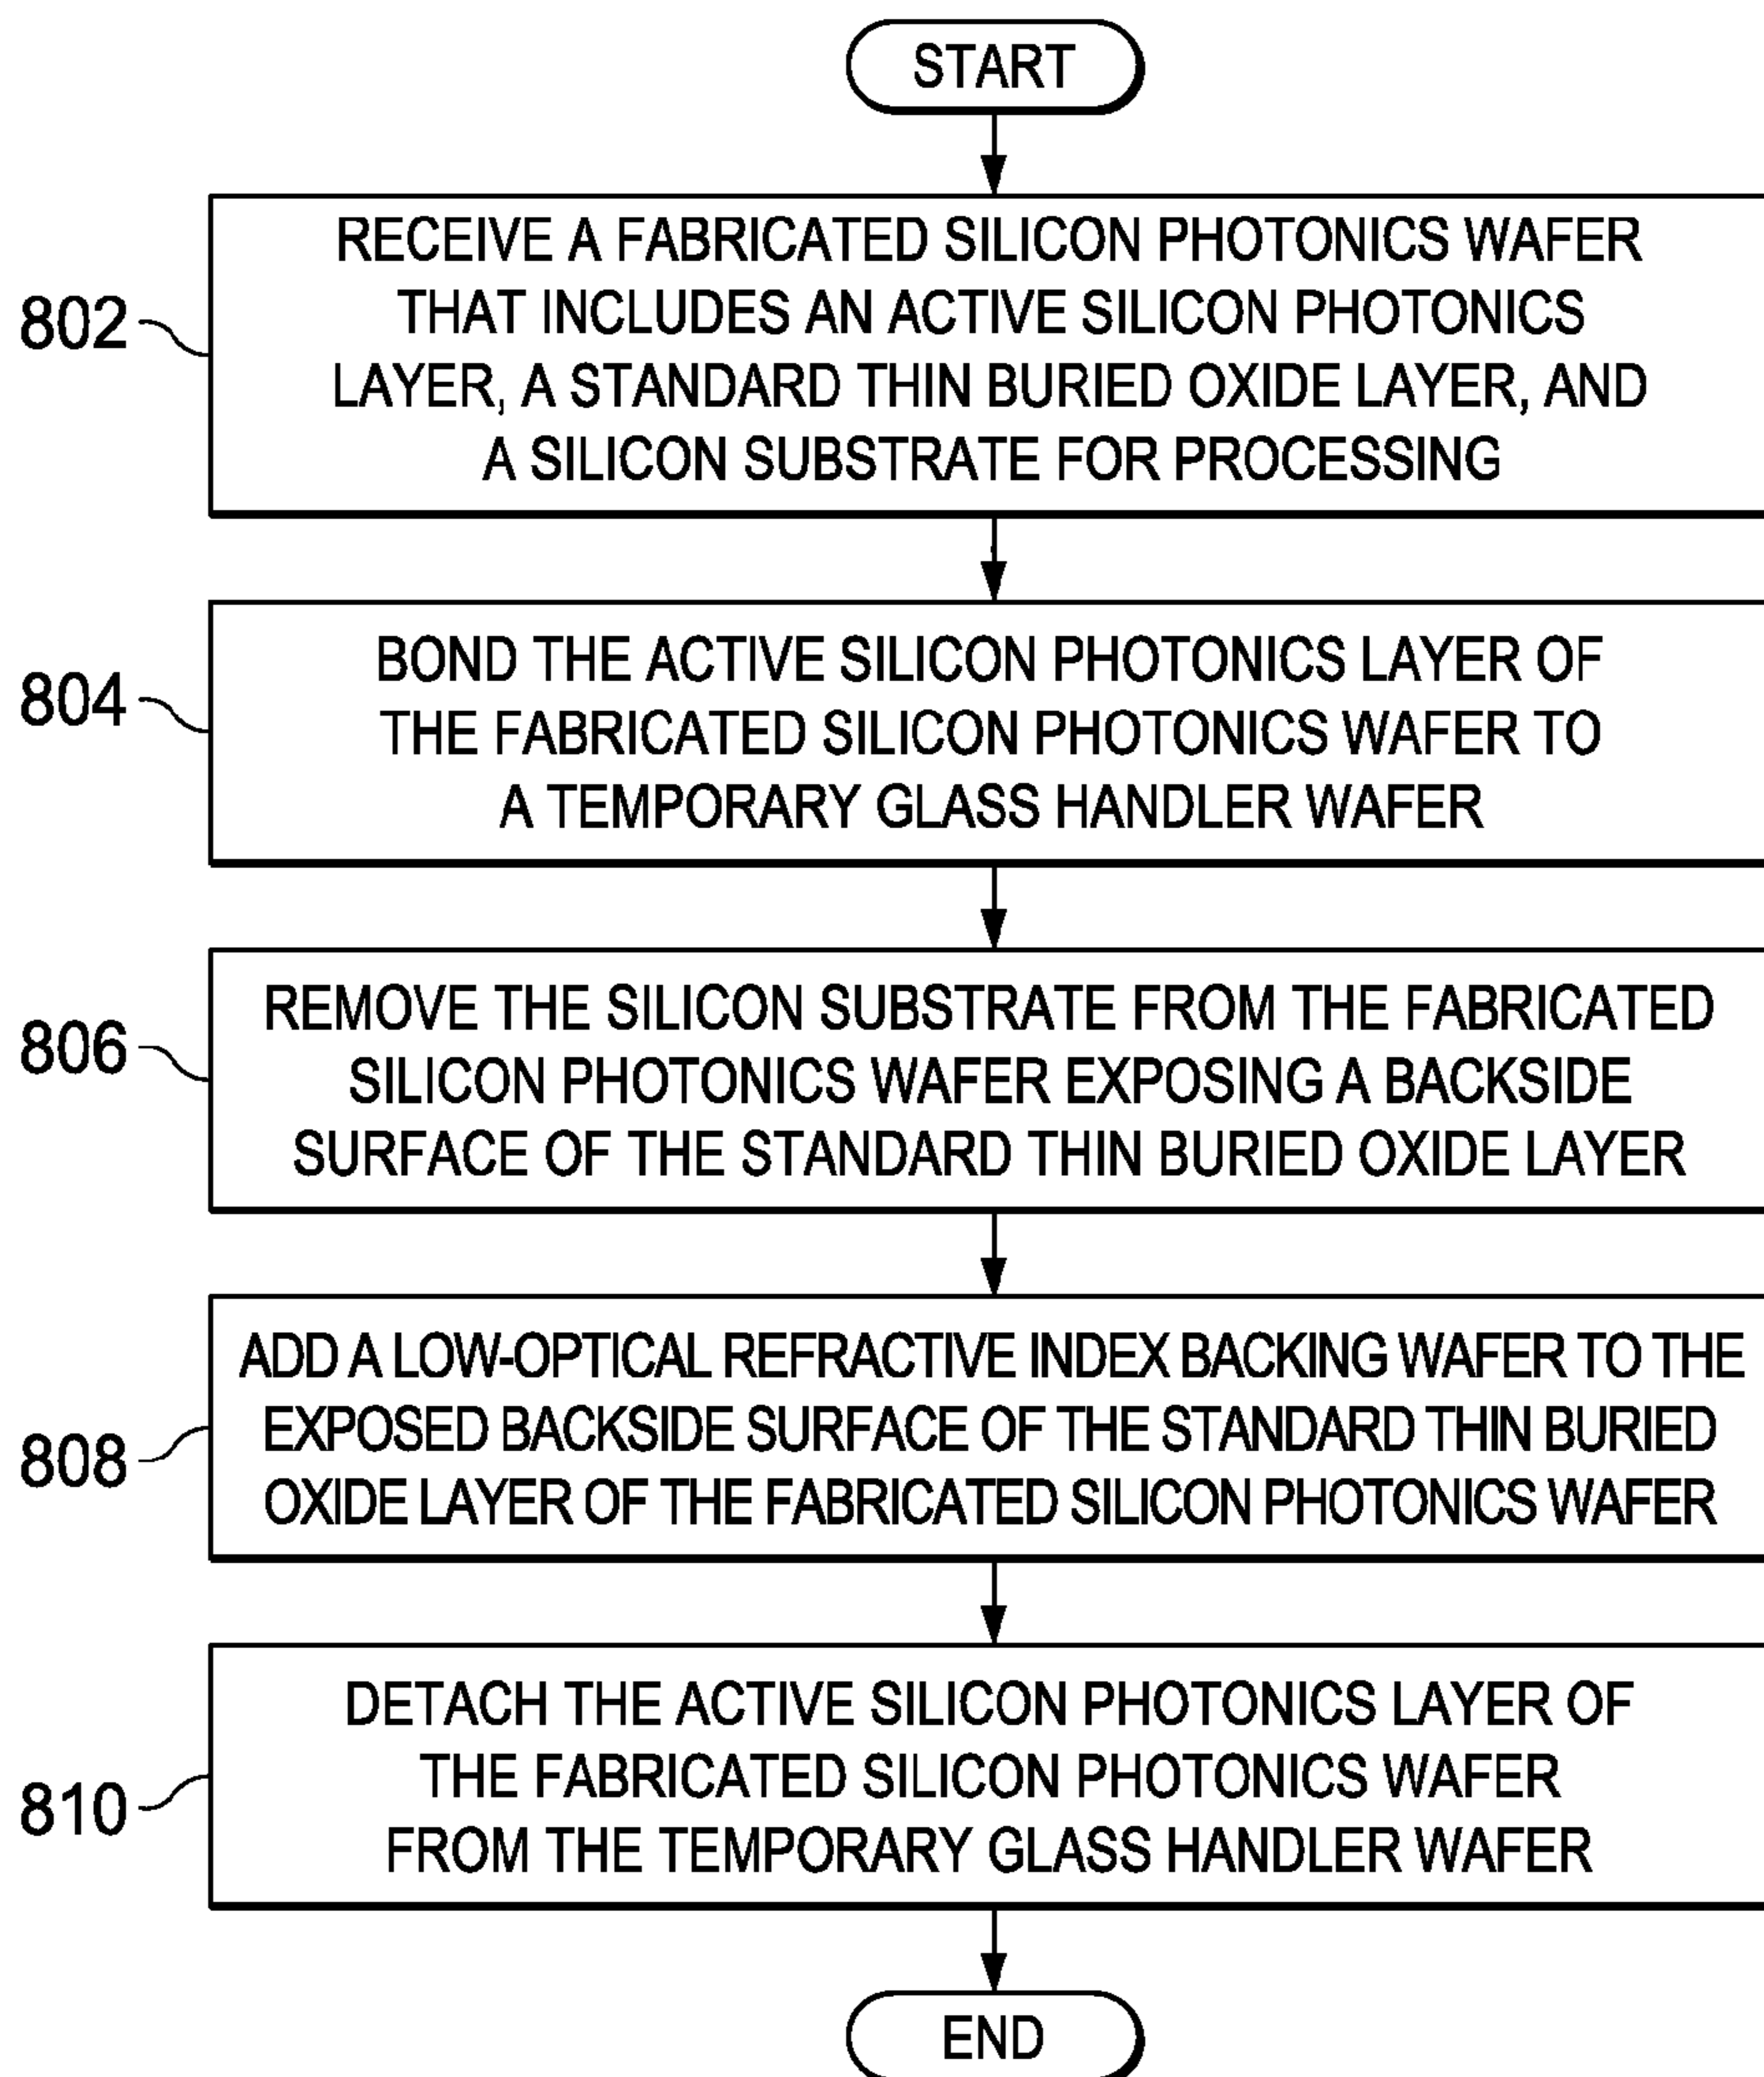 START
802
RECEIVE A FABRICATED SILICON PHOTONICS WAFER
THAT INCLUDES AN ACTIVE SILICON PHOTONICS
LAYER, A STANDARD THIN BURIED OXIDE LAYER, AND
A SILICON SUBSTRATE FOR PROCESSING
804
BOND THE ACTIVE SILICON PHOTONICS LAYER OF
THE FABRICATED SILICON PHOTONICS WAFER TO
A TEMPORARY GLASS HANDLER WAFER
806
REMOVE THE SILICON SUBSTRATE FROM THE FABRICATED
SILICON PHOTONICS WAFER EXPOSING A BACKSIDE
SURFACE OF THE STANDARD THIN BURIED OXIDE LAYER
808
ADD A LOW-OPTICAL REFRACTIVE INDEX BACKING WAFER TO THE
EXPOSED BACKSIDE SURFACE OF THE STANDARD THIN BURIED
OXIDE LAYER OF THE FABRICATED SILICON PHOTONICS WAFER
810
DETACH THE ACTIVE SILICON PHOTONICS LAYER OF
THE FABRICATED SILICON PHOTONICS WAFER
FROM THE TEMPORARY GLASS HANDLER WAFER
END